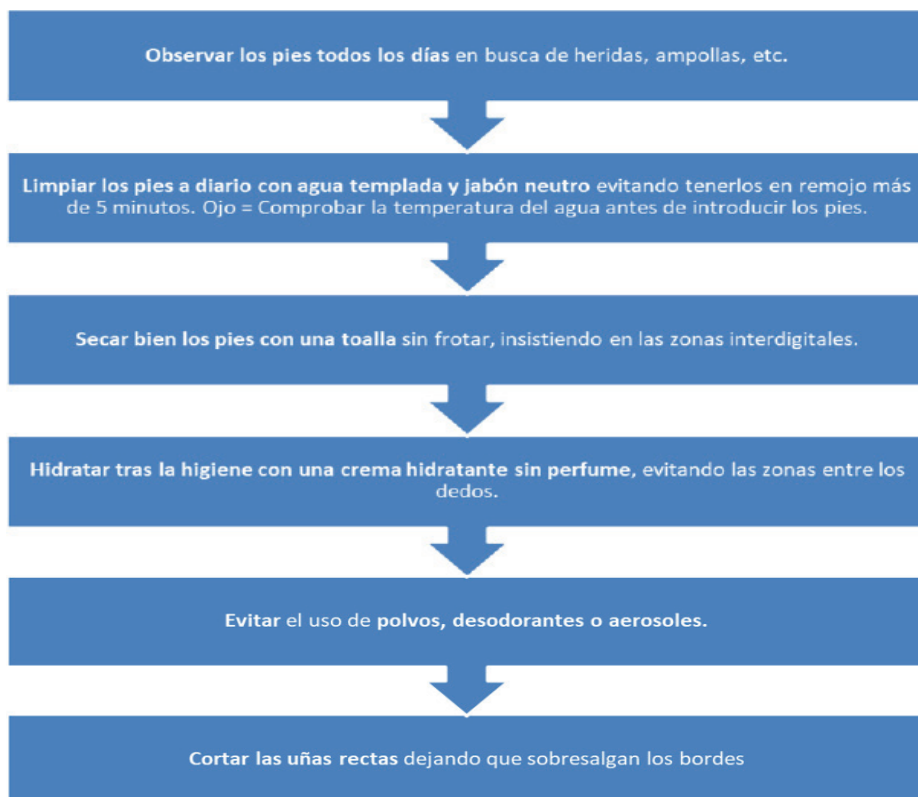 Observar los pies todos los días en busca de heridas, ampollas, etc.
Limpiar los pies a diario con agua templada y jabón neutro evitando tenerlos en remojo más
de 5 minutos. Ojo = Comprobar la temperatura del agua antes de introducir los pies.
Secar bien los pies con una toalla sin frotar, insistiendo en las zonas interdigitales.
Hidratar tras la higiene con una crema hidratante sin perfume, evitando las zonas entre los
dedos.
Evitar el uso de polvos, desodorantes o aerosoles.
Cortar las uñas rectas dejando que sobresalgan los bordes